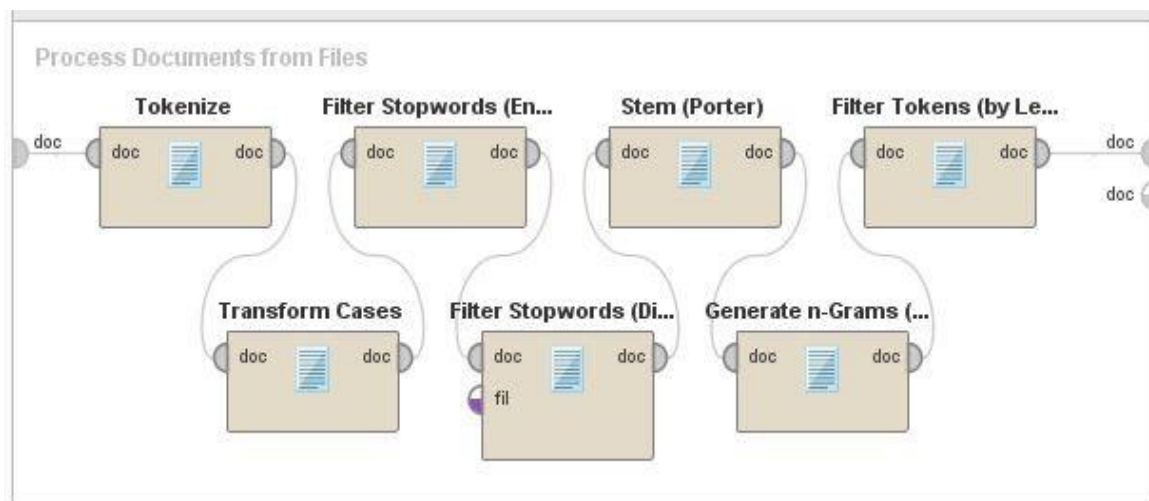 Process Documents from Files
Tokenize Filter Stopwords (En... Stem (Porter) Filter Tokens (by Le...
doc doc doc doc doc doc doc doc doc doc
doc
Transform Cases Filter Stopwords (Di... Generate n-Grams (...
doc doc doc doc doc doc
fil